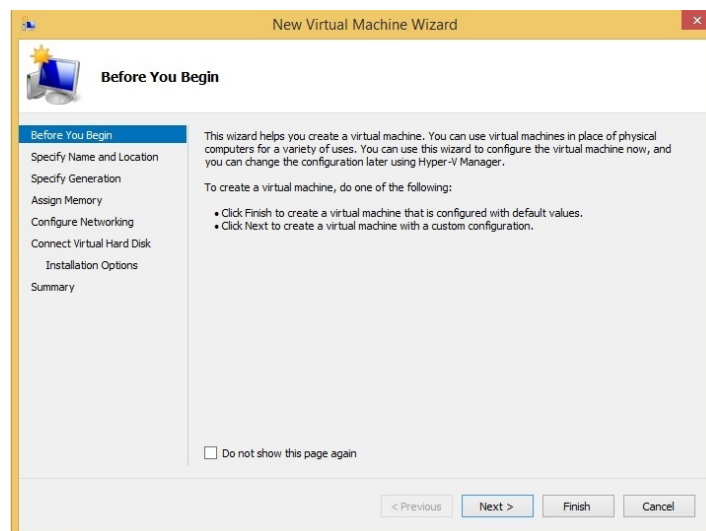 New Virtual Machine Wizard
Before You Begin
Before You Begin
Specify Name and Location
Specify Generation
Assign Memory
Configure Networking
Connect Virtual Hard Disk
Installation Options
Summary
This wizard helps you create a virtual machine. You can use virtual machines in place of physical
computers for a variety of uses. You can use this wizard to configure the virtual machine now, and
you can change the configuration later using Hyper-V Manager.
To create a virtual machine, do one of the following:
• Click Finish to create a virtual machine that is configured with default values.
• Click Next to create a virtual machine with a custom configuration.
Do not show this page again
< Previous
Next >
Finish
Cancel